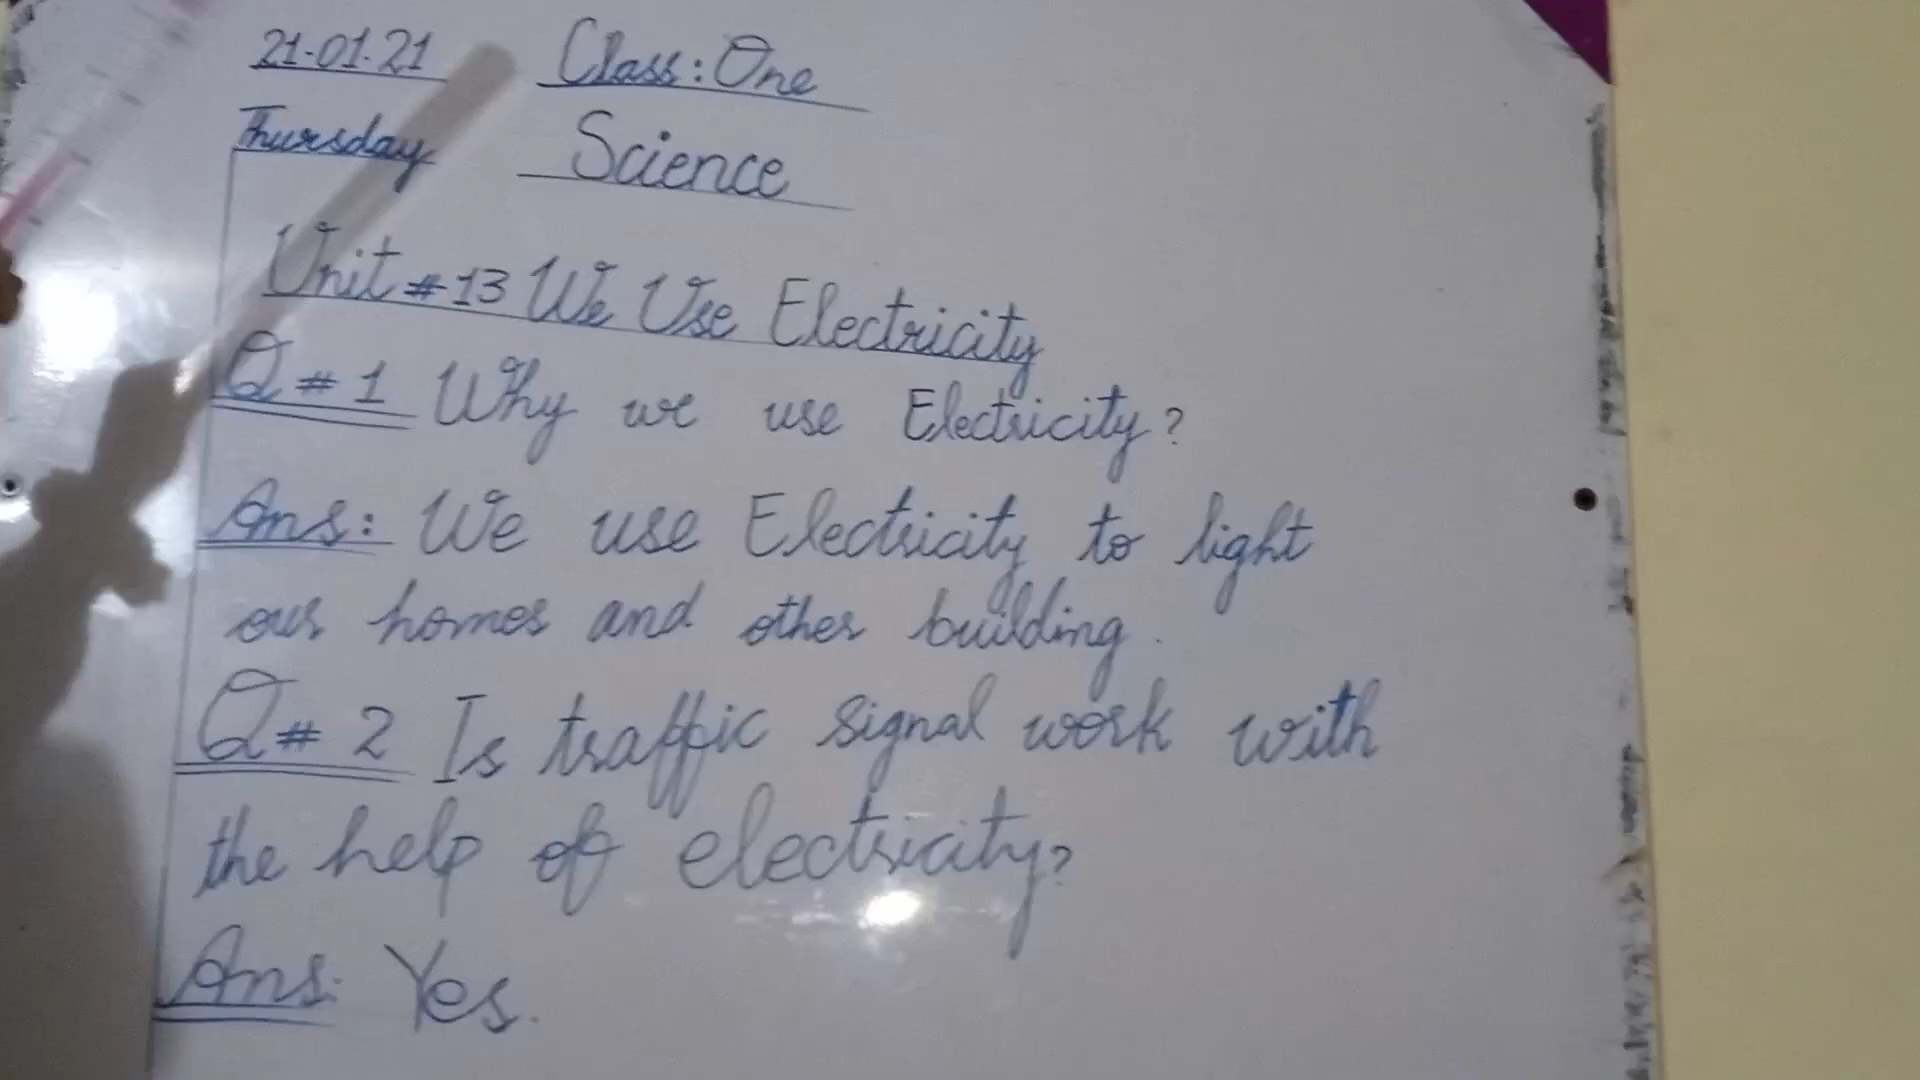 21-01-21 Class: One
Thursday Science
Unit # 13 We Use Electricity
Q # 1 Why we use Electricity?
Ans: We use Electricity to light
our homes and other building.
Q # 2 Is traffic signal work with
the help of electricity?
Ans: Yes.